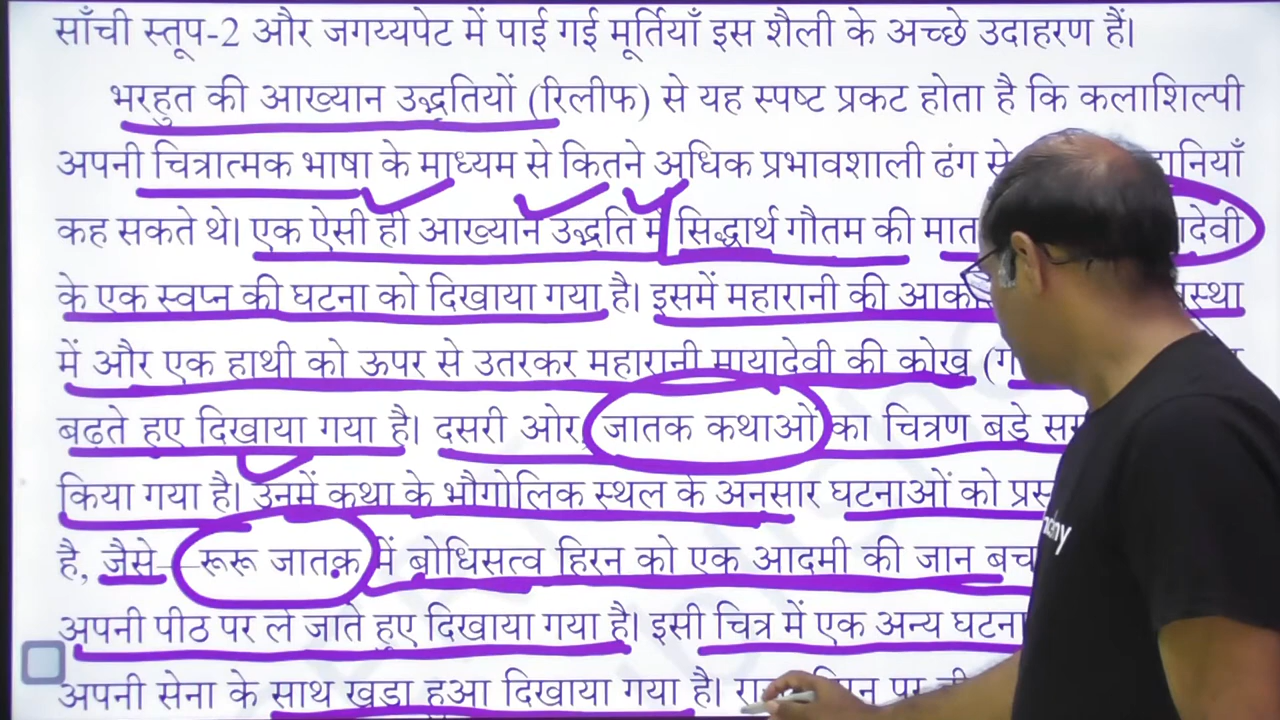 साँची स्तूप-2 और जगय्यपेट में पाई गई मूर्तियाँ इस शैली के अच्छे उदाहरण हैं।
भरहुत की आख्यान उद्भृतियों (रिलीफ) से यह स्पष्ट प्रकट होता है कि कलाशिल्पी
अपनी चित्रात्मक भाषा के माध्यम से कितने अधिक प्रभावशाली ढंग से
कह सकते थे। एक ऐसी ही आख्यान उद्भृति में सिद्धार्थ गौतम की
के एक स्वप्न की घटना को दिखाया गया है। इसमें महारानी की
में और एक हाथी को ऊपर से उतरकर महारानी मायादेवी की कोख
बढ़ते हुए दिखाया गया है। दूसरी ओर, जातक कथाओं का चित्रण बड़े
किया गया है। उनमें कथा के भौगोलिक स्थल के अनुसार घटनाओं को
है, जैसे—रूरू जातक में बोधिसत्व हिरन को एक आदमी की जान
अपनी पीठ पर ले जाते हुए दिखाया गया है। इसी चित्र में एक अन्य घटना
अपनी सेना के साथ खड़ा हुआ दिखाया गया है।